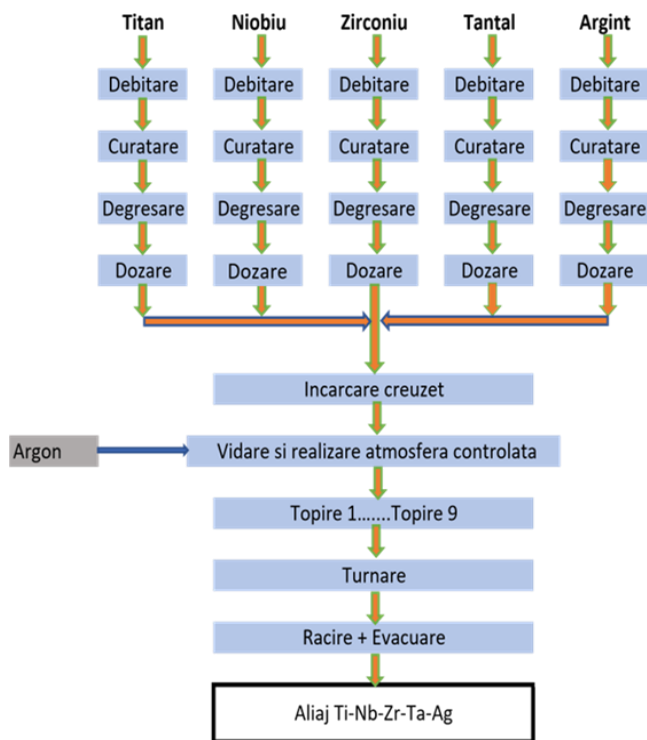 Titan Niobiu Zirconiu Tantal Argint
Debitare Debitare Debitare Debitare Debitare
Curatare Curatare Curatare Curatare Curatare
Degresare Degresare Degresare Degresare Degresare
Dozare Dozare Dozare Dozare Dozare
Incarcare creuzet
Argon Vidare si realizare atmosfera controlata
Topire 1.......Topire 9
Turnare
Racire + Evacuare
Aliaj Ti-Nb-Zr-Ta-Ag